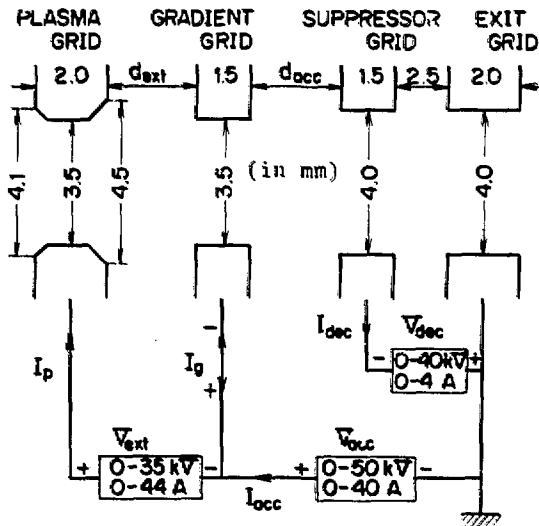 PLASMA GRID
GRADIENT GRID
SUPPRESSOR GRID
EXIT GRID
2.0
d_ext
1.5
d_acc
1.5
2.5
2.0
4.1
3.5
4.5
3.5
(in mm)
4.0
4.0
I_p
I_g
I_dec
V_dec
- 0-40kV +
0-4 A
V_ext
+ 0-35 kV -
0-44 A
I_acc
V_acc
+ 0-50 kV -
0-40 A
-
+